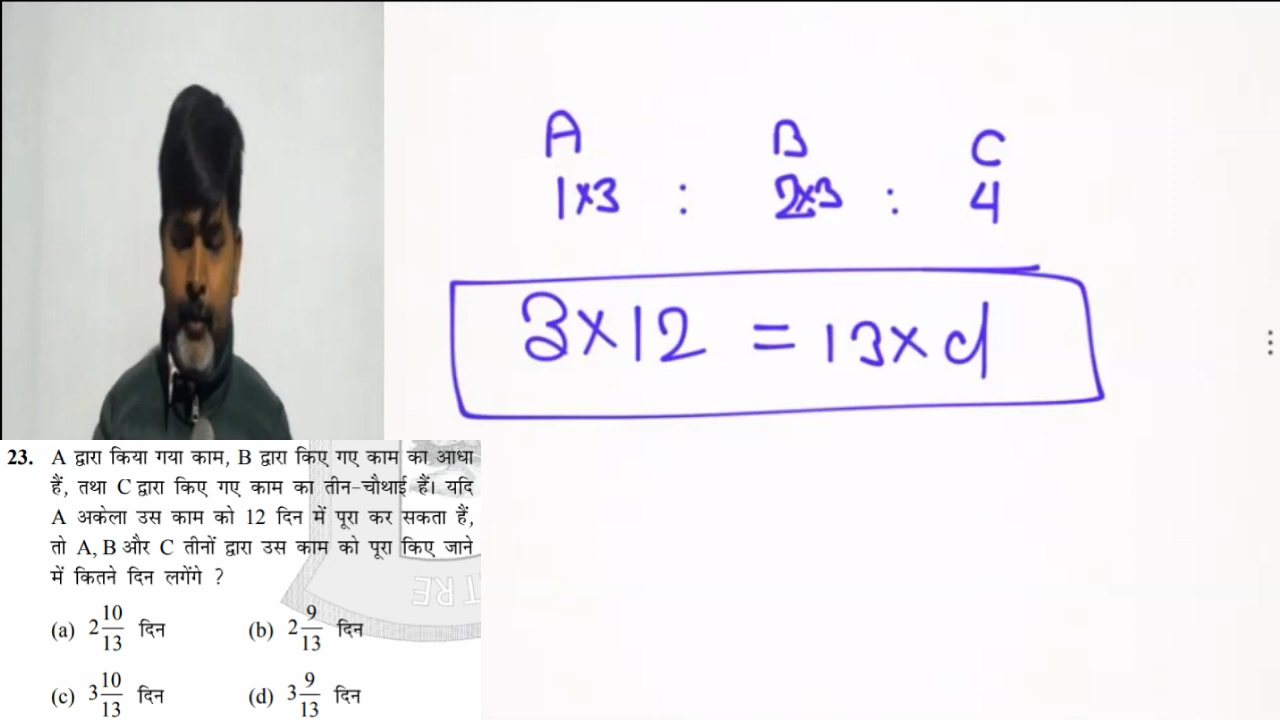 A B C
1×3 : 2×3 : 4
3×12 = 13×d
23. A द्वारा किया गया काम, B द्वारा किए गए काम का आधा
हैं, तथा C द्वारा किए गए काम का तीन-चौथाई हैं। यदि
A अकेला उस काम को 12 दिन में पूरा कर सकता हैं,
तो A, B और C तीनों द्वारा उस काम को पूरा किए जाने
में कितने दिन लगेंगे ?
(a) 2 10/13 दिन (b) 2 9/13 दिन
(c) 3 10/13 दिन (d) 3 9/13 दिन